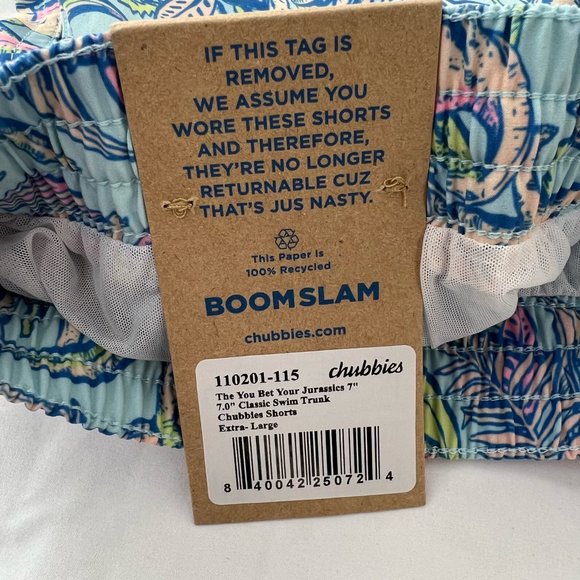 IF THIS TAG IS
REMOVED,
WE ASSUME YOU
WORE THESE SHORTS
AND THEREFORE,
THEY'RE NO LONGER
RETURNABLE CUZ
THAT'S JUS NASTY.
This Paper is
100% Recycled
BOOMSLAM
chubbies.com
110201-115 chubbies
The You Bet Your Jurassics 7"
7.0" Classic Swim Trunk
Chubbies Shorts
Extra- Large
8 40042 25072 4